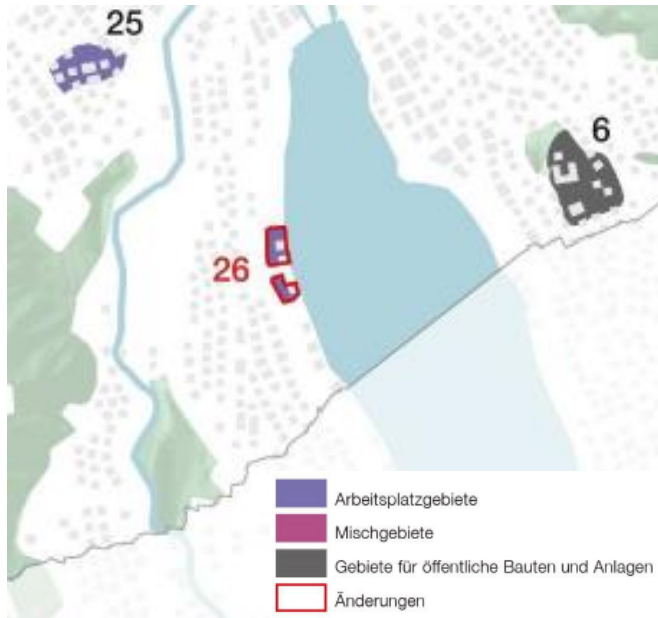 25
6
26
Arbeitsplatzgebiete
Mischgebiete
Gebiete für öffentliche Bauten und Anlagen
Änderungen